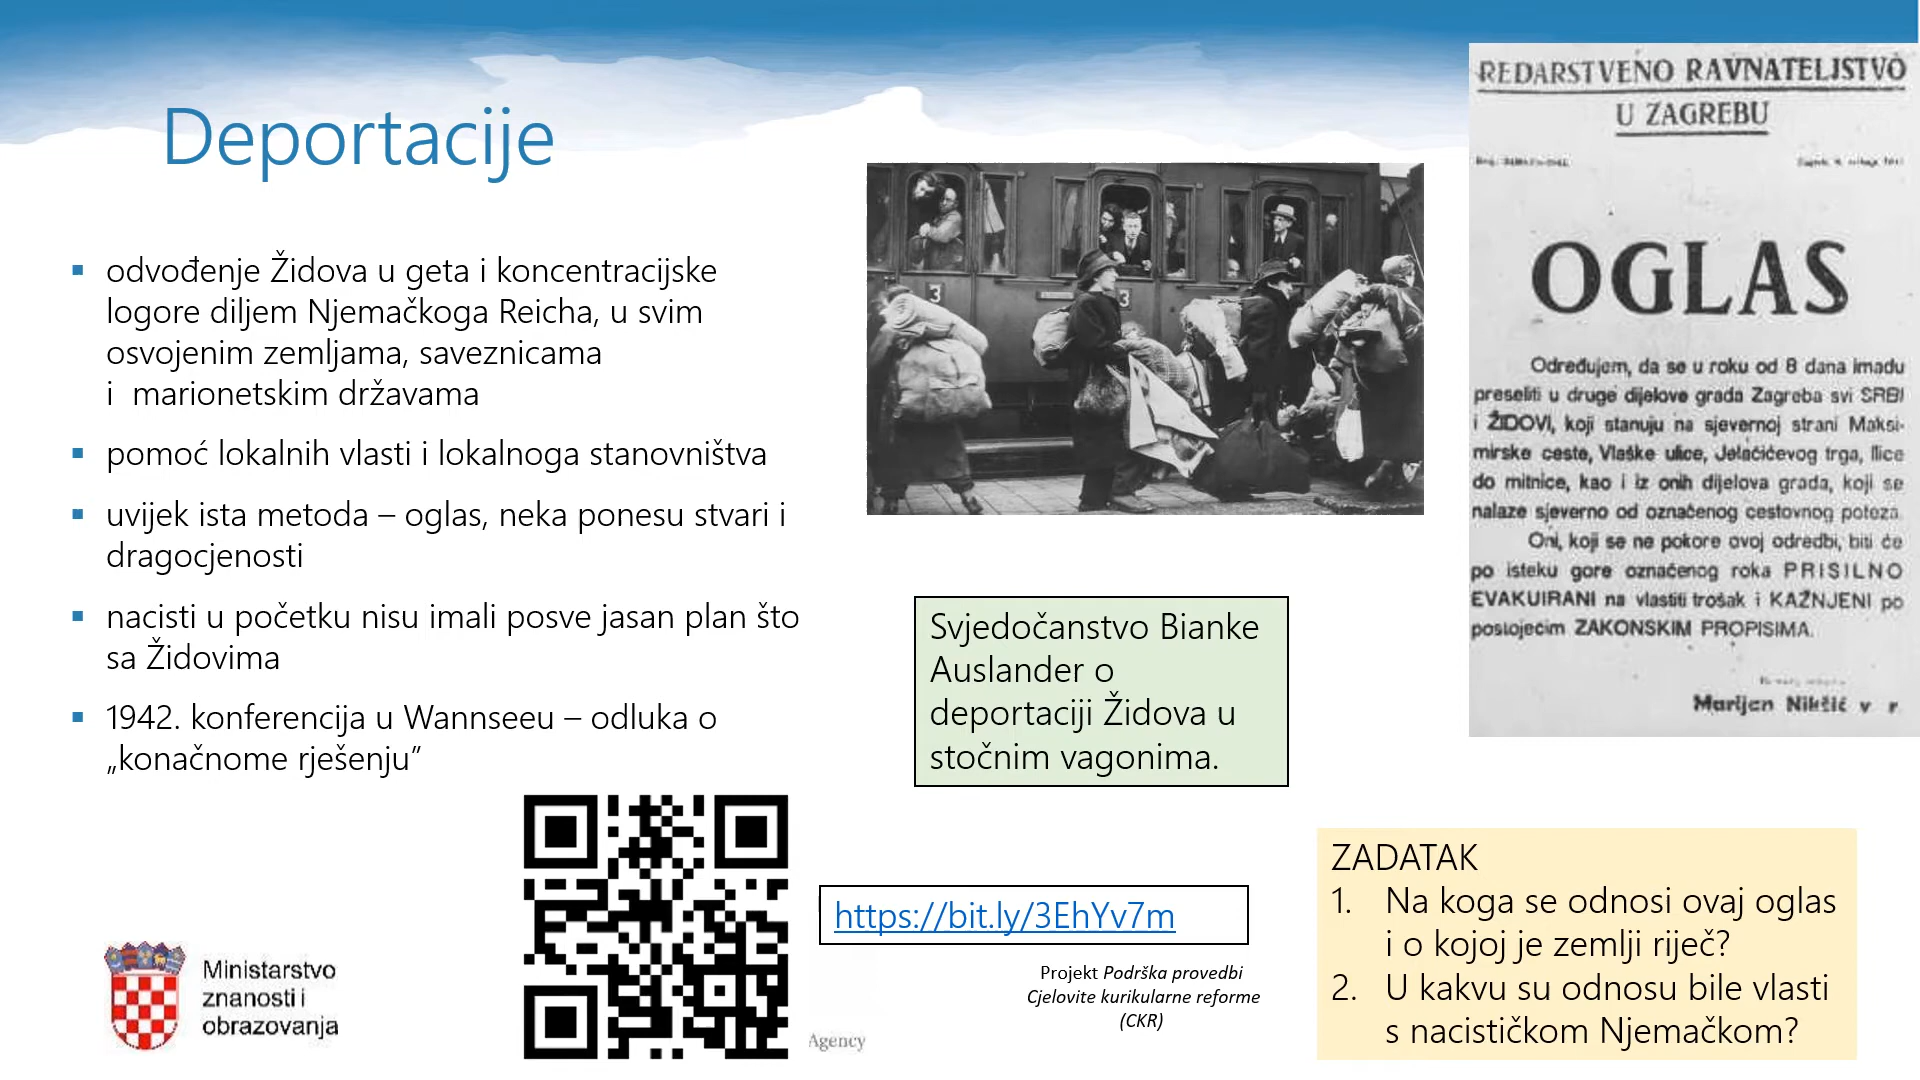 Deportacije
odvođenje Židova u geta i koncentracijske
logore diljem Njemačkoga Reicha, u svim
osvojenim zemljama, saveznicama
i  marionetskim državama
pomoć lokalnih vlasti i lokalnoga stanovništva
uvijek ista metoda – oglas, neka ponesu stvari i
dragocjenosti
nacisti u početku nisu imali posve jasan plan što
sa Židovima
1942. konferencija u Wannseeu – odluka o
„konačnome rješenju”
3
3
REDARSTVENO RAVNATELJSTVO
U ZAGREBU
OGLAS
Određujem, da se u roku od 8 dana imadu
preseliti u druge dijelove grada Zagreba svi SRBI
i ŽIDOVI, koji stanuju na sjevernoj strani Maksi-
mirske ceste, Vlaške ulice, Jelačićevog trga, Ilice
do mitnice, kao i iz onih dijelova grada, koji se
nalaze sjeverno od označenog cestovnog poteza.
Oni, koji se ne pokore ovoj odredbi, biti će
po isteku gore označenog roka PRISILNO
EVAKUIRANI na vlastiti trošak i KAŽNJENI po
postojećim ZAKONSKIM PROPISIMA.
Marijan Nikšić v r
Svjedočanstvo Bianke
Auslander o
deportaciji Židova u
stočnim vagonima.
https://bit.ly/3EhYv7m
Ministarstvo
znanosti i
obrazovanja
Agency
Projekt Podrška provedbi
Cjelovite kurikularne reforme
(CKR)
ZADATAK
1. Na koga se odnosi ovaj oglas
i o kojoj je zemlji riječ?
2. U kakvu su odnosu bile vlasti
s nacističkom Njemačkom?